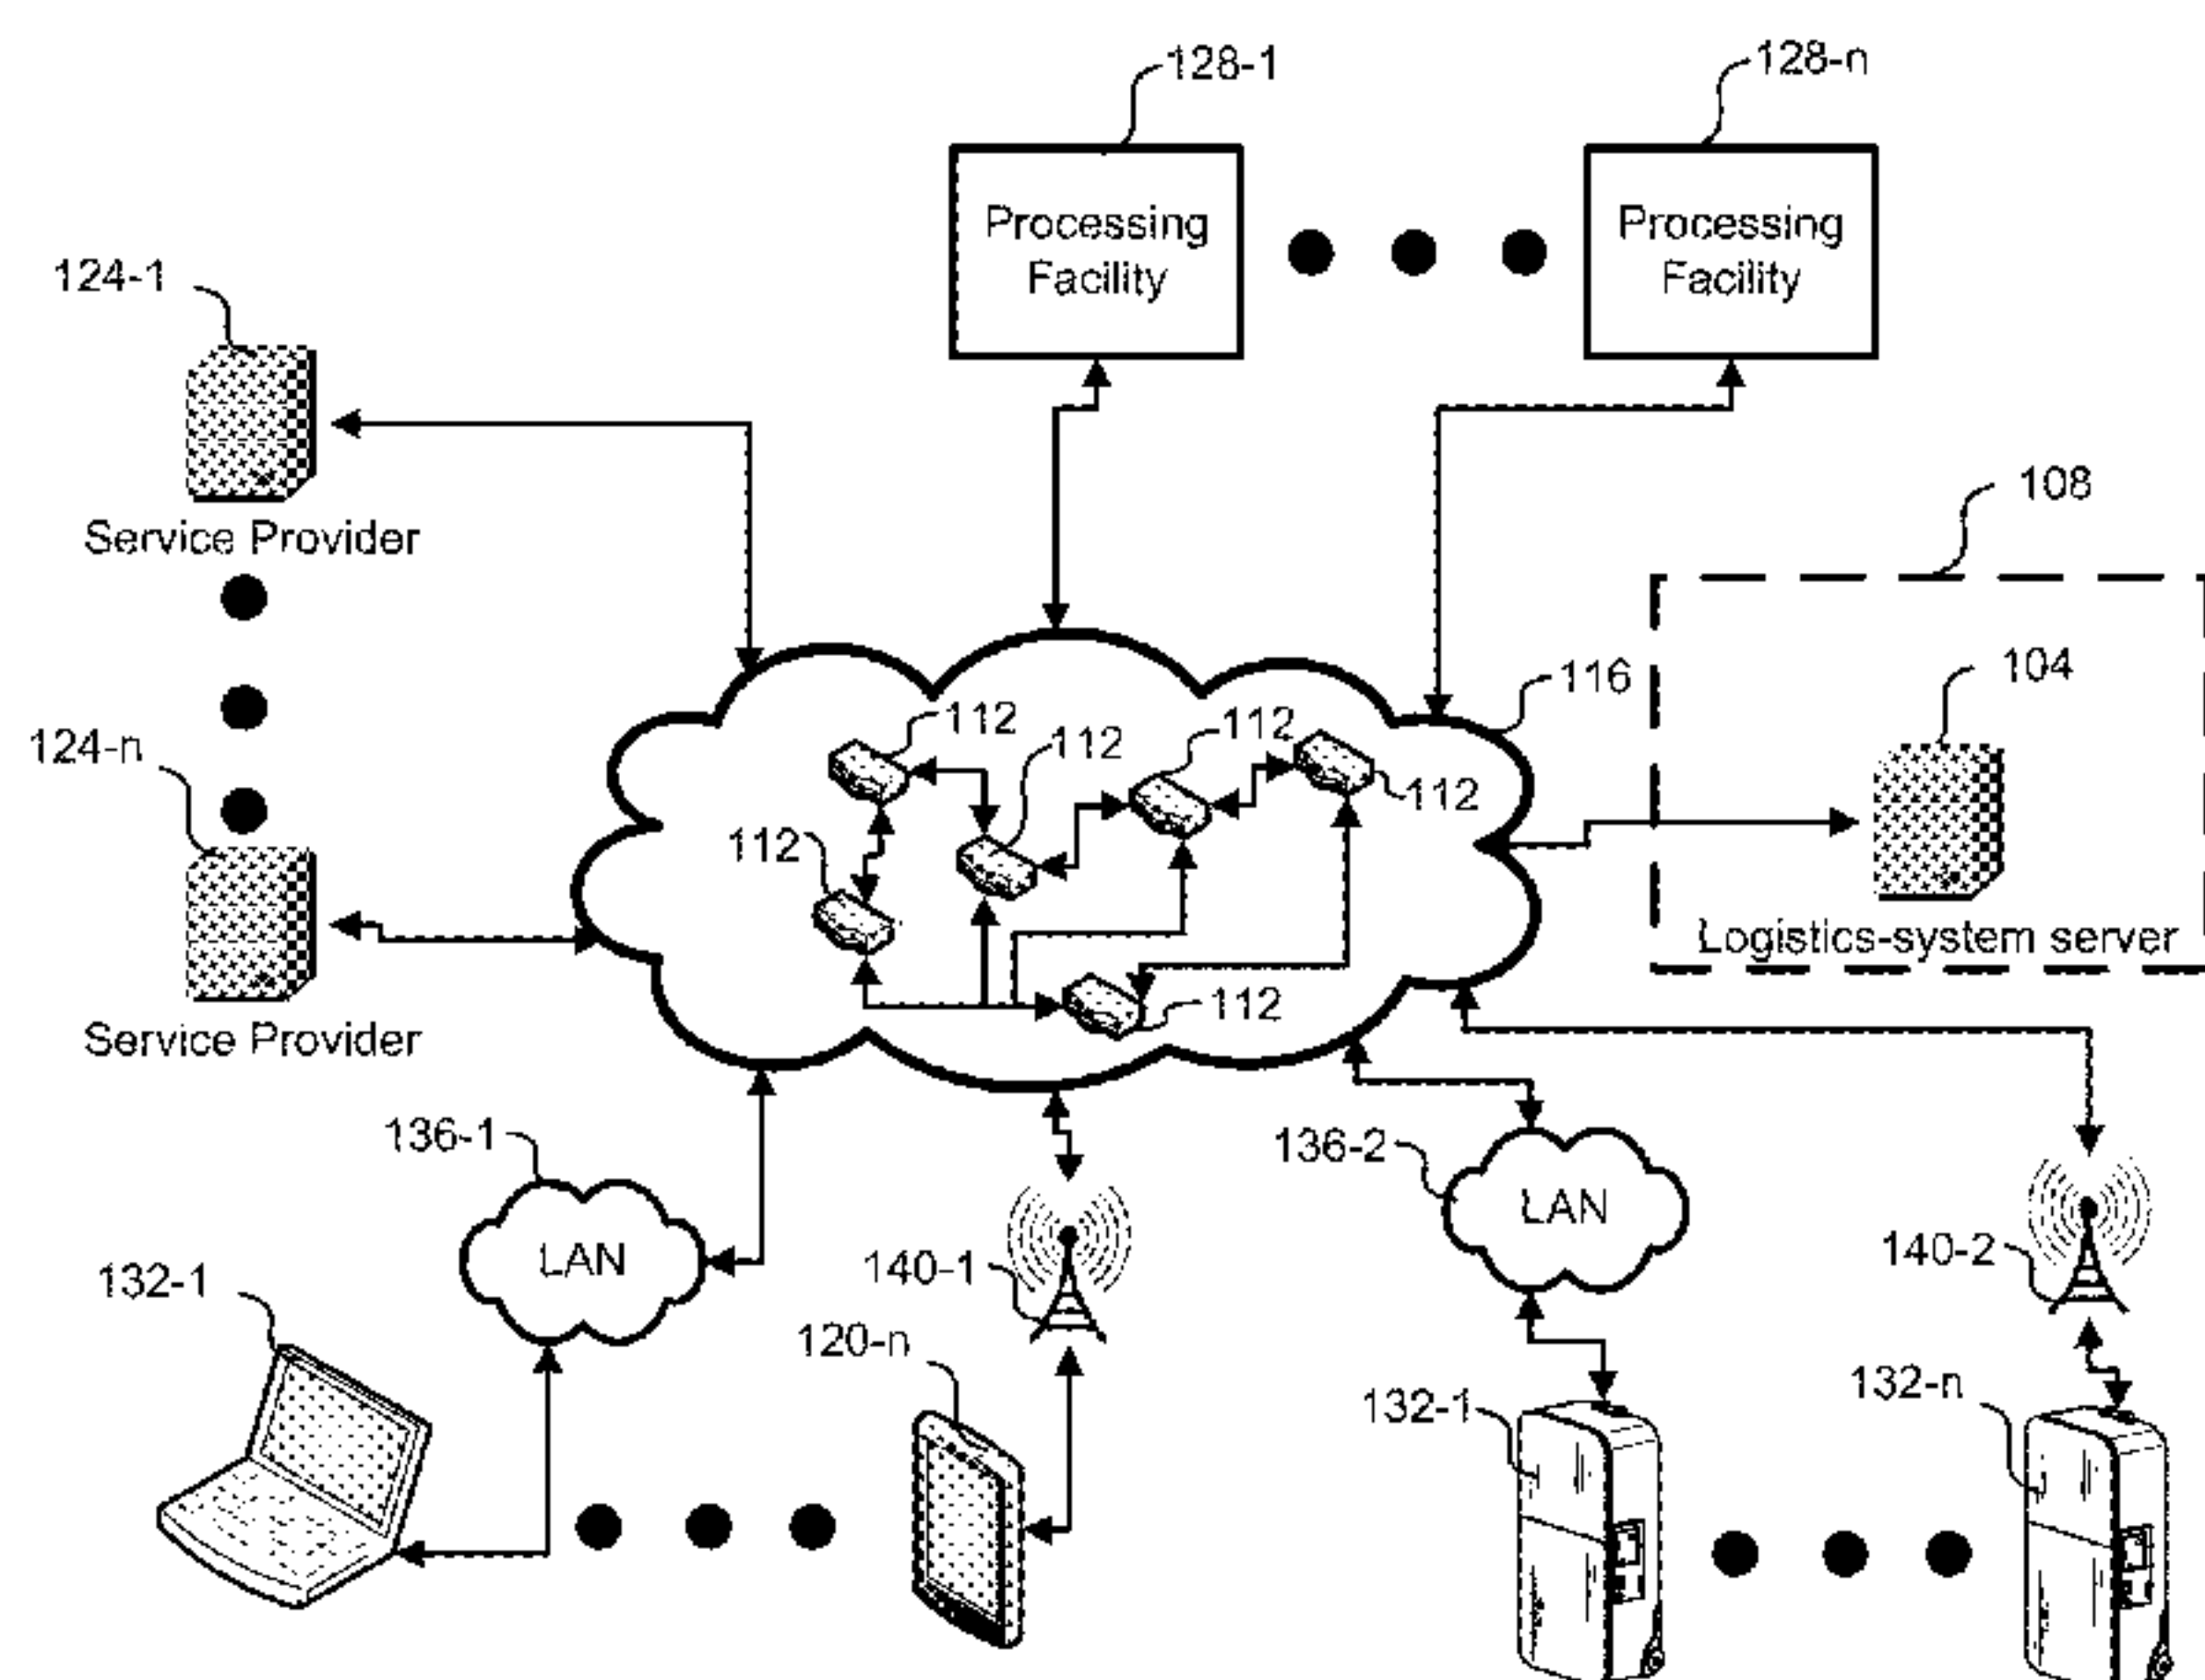 128-1
128-n
Processing
Facility
Processing
Facility
124-1
Service Provider
108
104
116
112
112
112
112
112
112
124-n
Logistics-system server
Service Provider
136-1
LAN
140-1
136-2
LAN
140-2
132-1
120-n
132-1
132-n